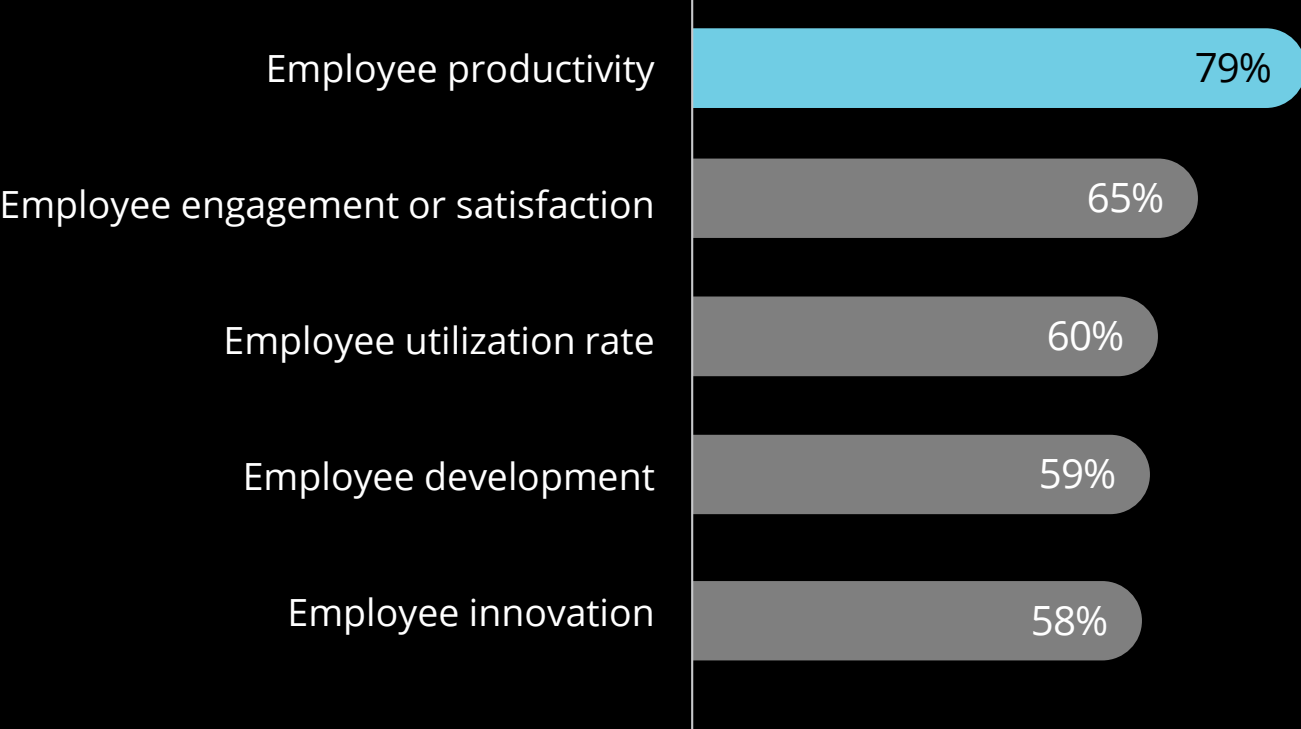 Employee productivity 79%
Employee engagement or satisfaction 65%
Employee utilization rate 60%
Employee development 59%
Employee innovation 58%